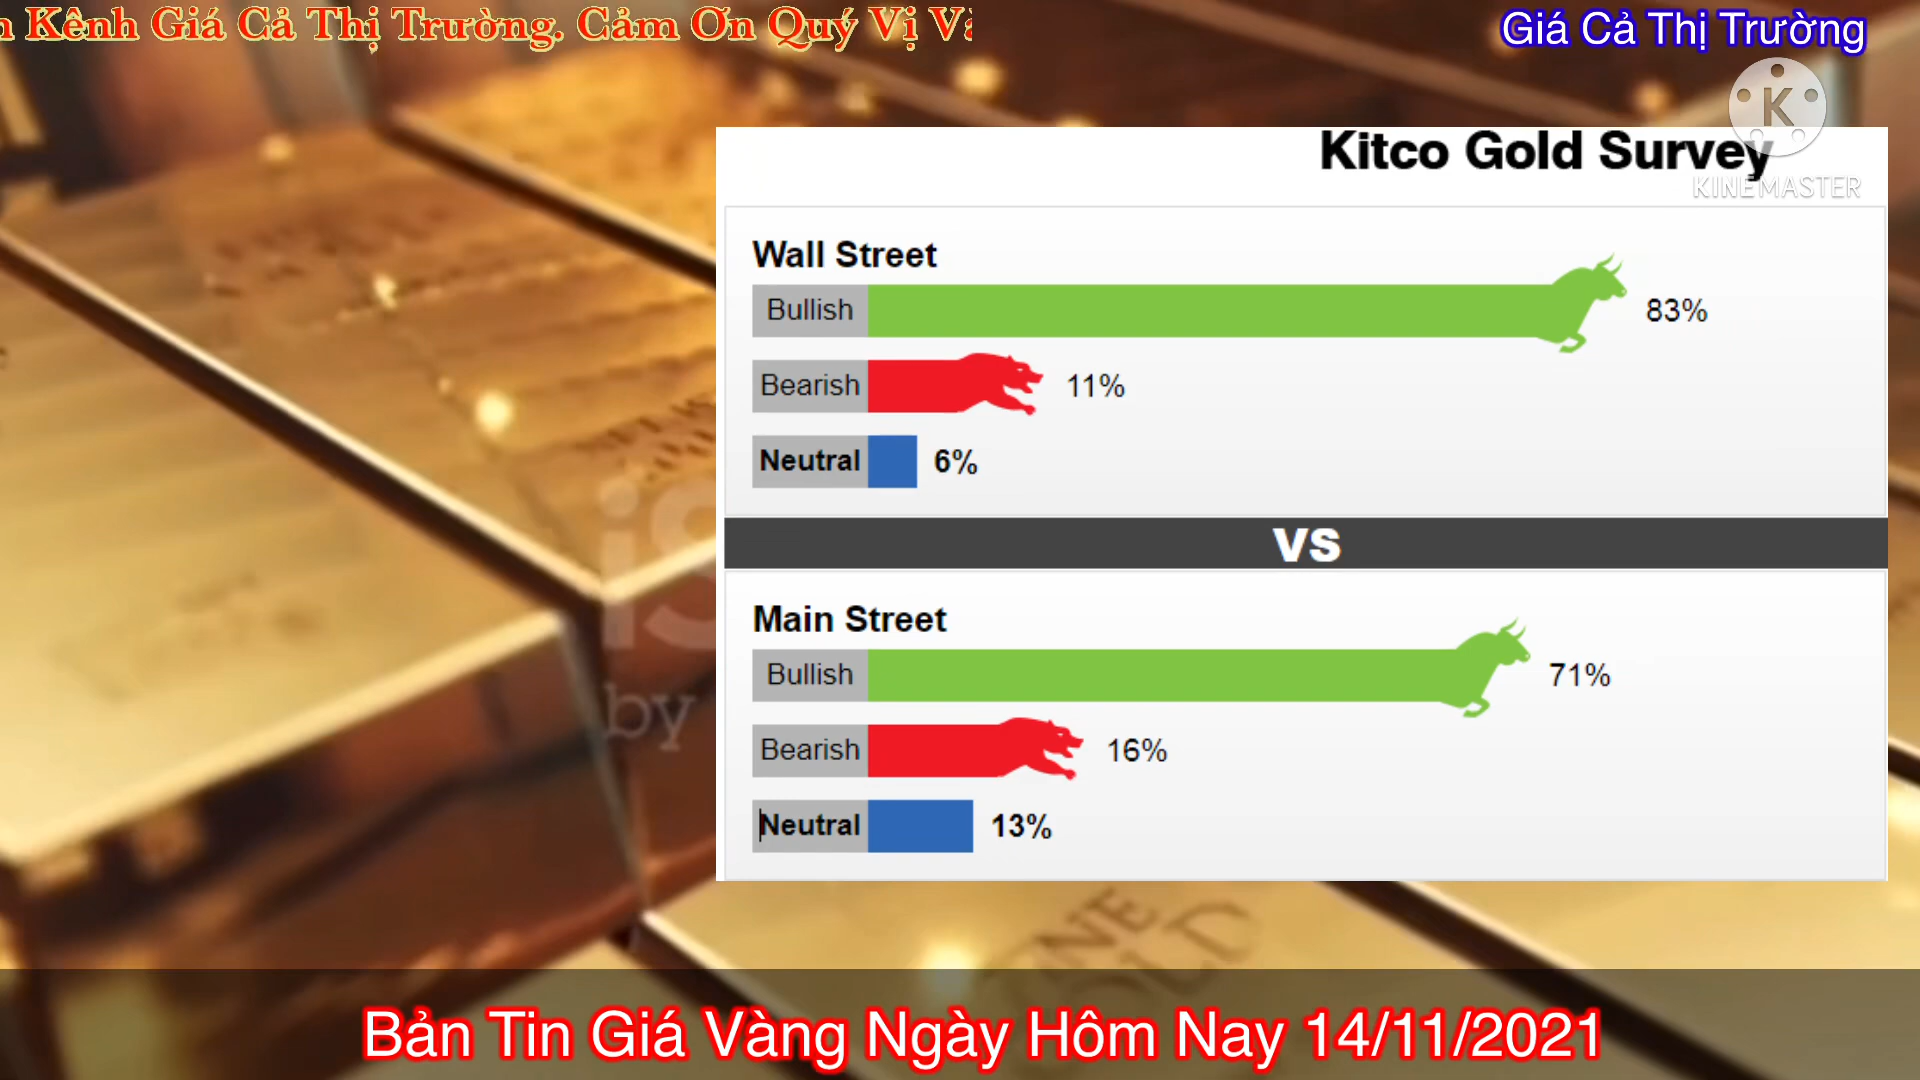 Kênh Giá Cả Thị Trường. Cảm Ơn Quý Vị
Giá Cả Thị Trường
K
KINEMASTER
Kitco Gold Survey
Wall Street
Bullish 83%
Bearish 11%
Neutral 6%
VS
Main Street
Bullish 71%
Bearish 16%
Neutral 13%
by
Bản Tin Giá Vàng Ngày Hôm Nay 14/11/2021